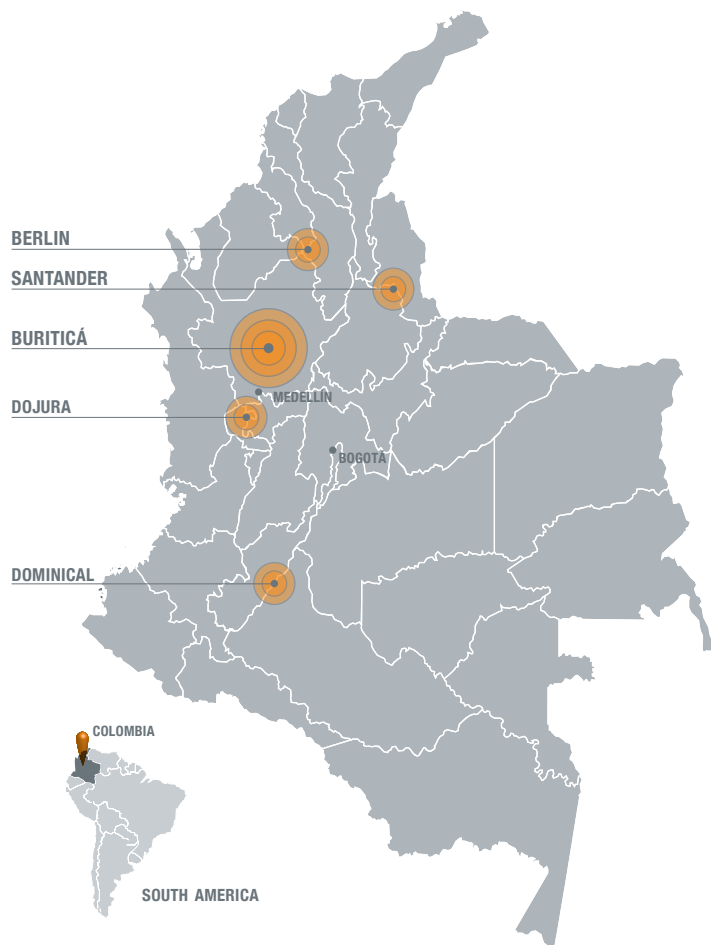 BERLIN
SANTANDER
BURITICÁ
MEDELLÍN
DOJURA
BOGOTÁ
DOMINICAL
COLOMBIA
SOUTH AMERICA